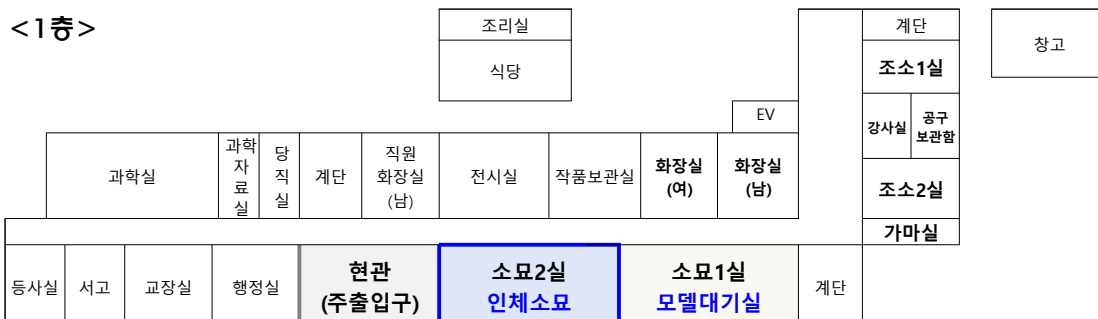 <1층>
조리실
식당
계단
조소1실
창고
EV
강사실
공구
보관함
과학실
과학
자
료
실
당
직
실
계단
직원
화장실
(남)
전시실
작품보관실
화장실
(여)
화장실
(남)
조소2실
가마실
등사실
서고
교장실
행정실
현관
(주출입구)
소묘2실
인체소묘
소묘1실
모델대기실
계단